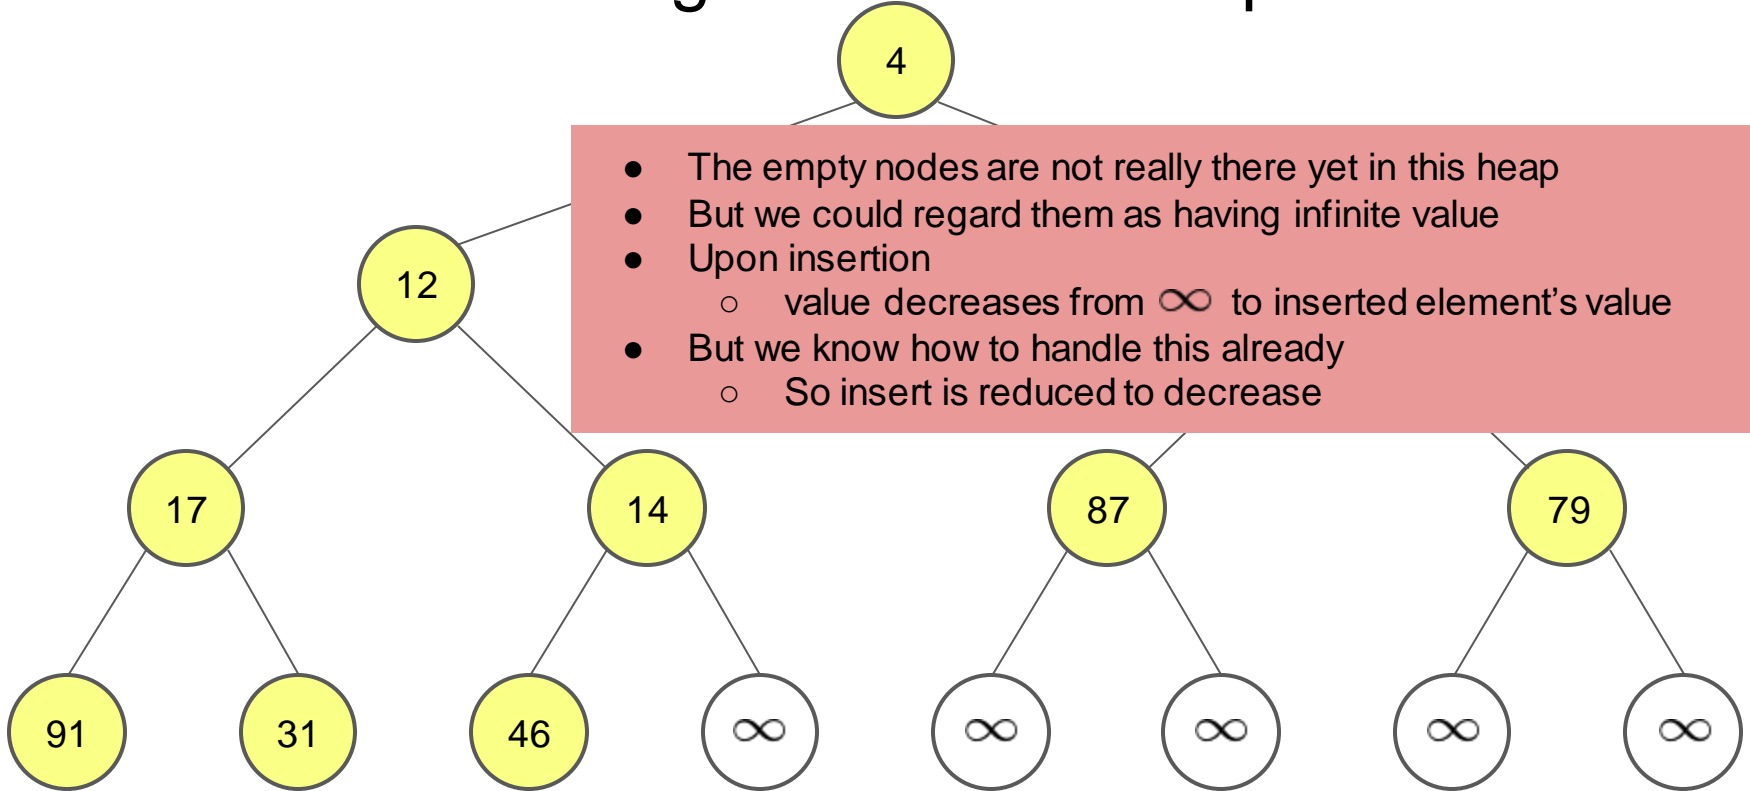 4
● The empty nodes are not really there yet in this heap
● But we could regard them as having infinite value
● Upon insertion
○ value decreases from ∞ to inserted element's value
● But we know how to handle this already
○ So insert is reduced to decrease
12
17 14 87 79
91 31 46 ∞ ∞ ∞ ∞ ∞